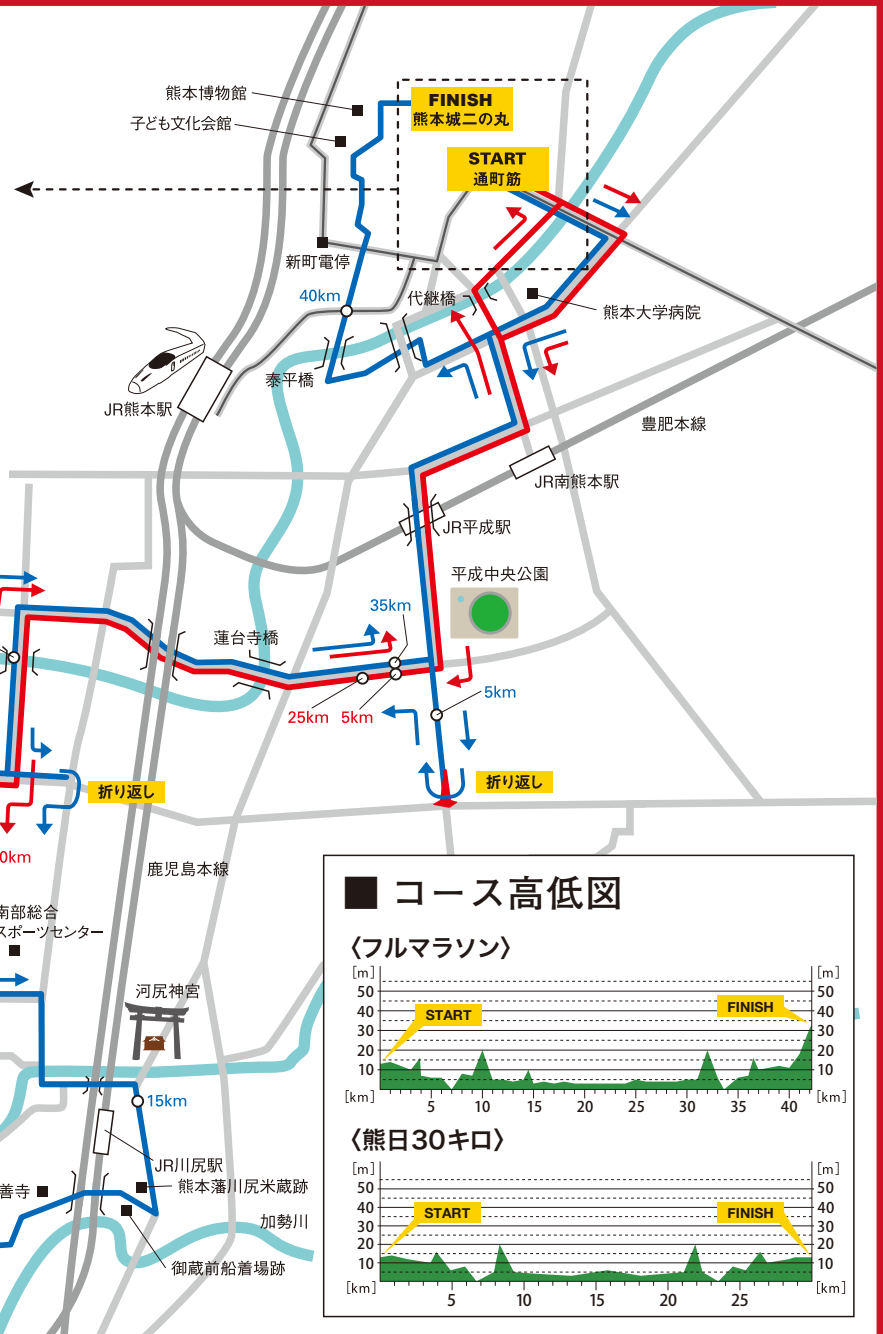 熊本博物館
子ども文化会館
FINISH
熊本城二の丸
START
通町筋
新町電停
40km
代継橋
熊本大学病院
泰平橋
JR熊本駅
豊肥本線
JR南熊本駅
JR平成駅
平成中央公園
35km
蓮台寺橋
25km
5km
5km
折り返し
折り返し
0km
鹿児島本線
南部総合
スポーツセンター
河尻神宮
15km
JR川尻駅
熊本藩川尻米蔵跡
善寺
加勢川
御蔵前船着場跡
■ コース高低図
〈フルマラソン〉
[m] [m]
START FINISH
50 50
40 40
30 30
20 20
10 10
[km] 5 10 15 20 25 30 35 40 [km]
〈熊日30キロ〉
[m] [m]
START FINISH
50 50
40 40
30 30
20 20
10 10
[km] 5 10 15 20 25 [km]